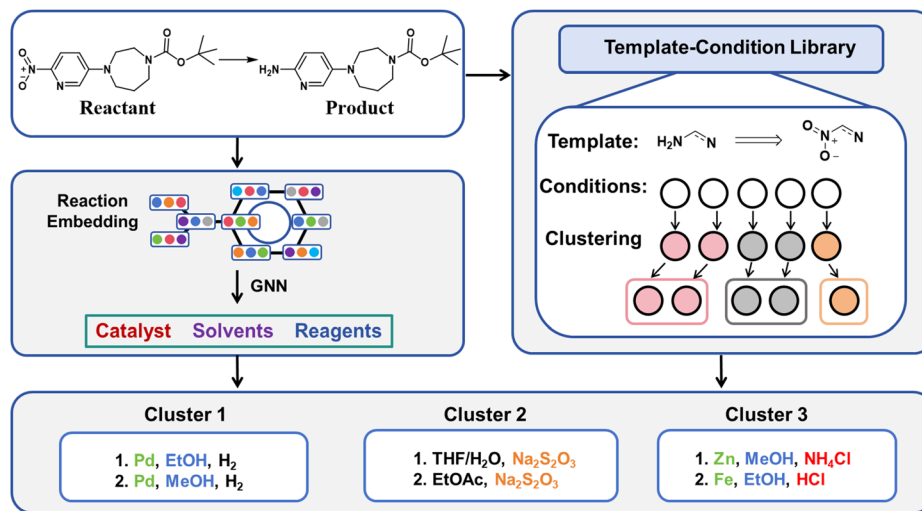 O
N+
O−
N
N
N
O
O
Reactant
H2N
N
N
N
O
O
Product
Template-Condition Library
Template:
H2N
N
O
N+
O−
N
Conditions:
Clustering
Reaction
Embedding
GNN
Catalyst Solvents Reagents
Cluster 1
1. Pd, EtOH, H2
2. Pd, MeOH, H2
Cluster 2
1. THF/H2O, Na2S2O3
2. EtOAc, Na2S2O3
Cluster 3
1. Zn, MeOH, NH4Cl
2. Fe, EtOH, HCl